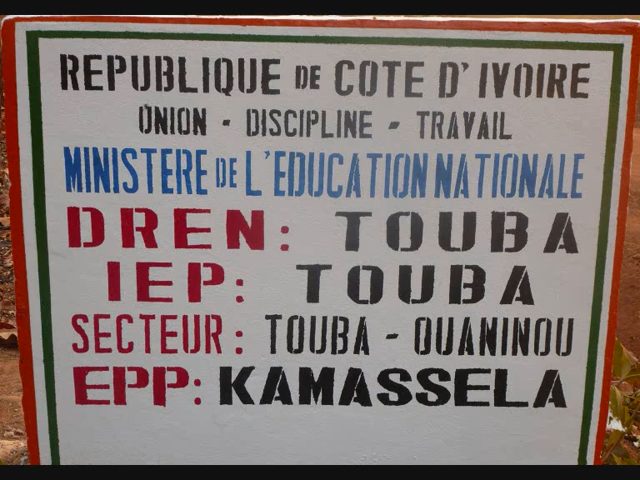 REPUBLIQUE DE COTE D'IVOIRE
UNION - DISCIPLINE - TRAVAIL
MINISTERE DE L'EDUCATION NATIONALE
DREN: TOUBA
IEP: TOUBA
SECTEUR: TOUBA - OUANINOU
EPP: KAMASSELA